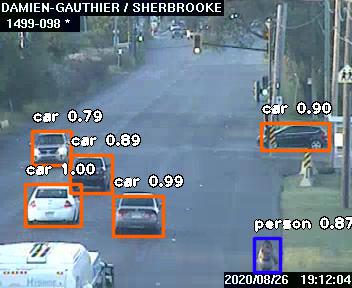 DAMIEN-GAUTHIER / SHERBROOKE
1499-098 *
car 0.79
car 0.90
car 0.89
car 1.00
car 0.99
person 0.87
2020/08/26 19:12:04